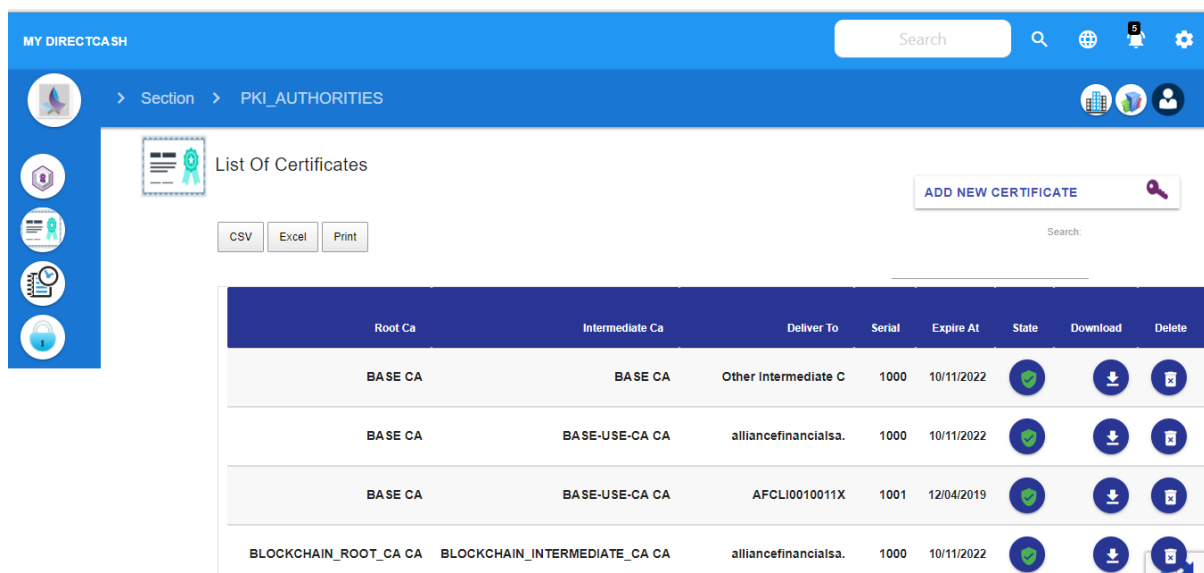 MY DIRECTCASH Search 5
> Section > PKI_AUTHORITIES
List Of Certificates
ADD NEW CERTIFICATE
CSV Excel Print Search:
Root Ca Intermediate Ca Deliver To Serial Expire At State Download Delete
BASE CA BASE CA Other Intermediate C 1000 10/11/2022
BASE CA BASE-USE-CA CA alliancefinancialsa. 1000 10/11/2022
BASE CA BASE-USE-CA CA AFCLI0010011X 1001 12/04/2019
BLOCKCHAIN_ROOT_CA CA BLOCKCHAIN_INTERMEDIATE_CA CA alliancefinancialsa. 1000 10/11/2022